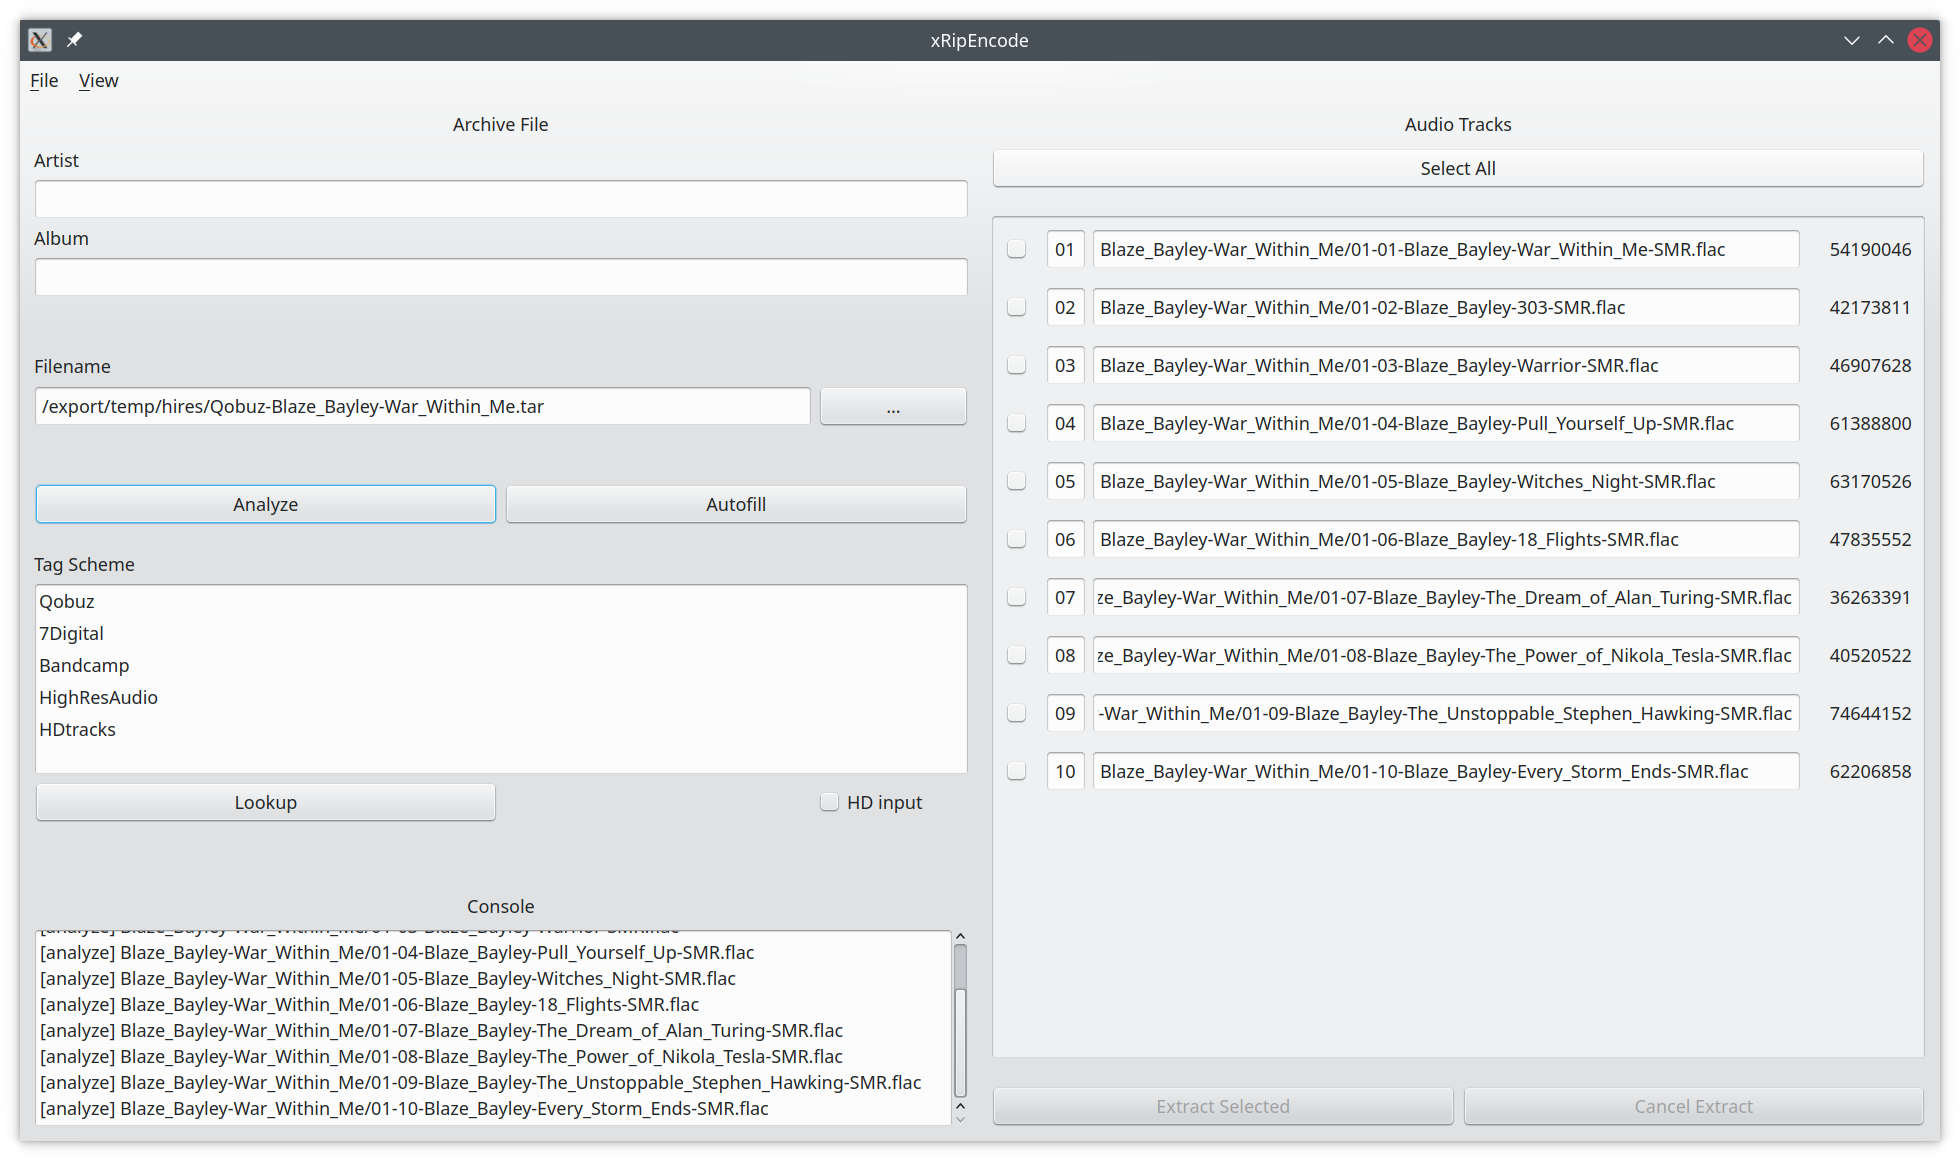 xRipEncode
File View
Archive File
Artist
Album
Filename
/export/temp/hires/Qobuz-Blaze_Bayley-War_Within_Me.tar ...
Analyze Autofill
Tag Scheme
Qobuz
7Digital
Bandcamp
HighResAudio
HDtracks
Lookup HD input
Console
[analyze] Blaze_Bayley-War_Within_Me/01-03-Blaze_Bayley-Warrior-SMR.flac
[analyze] Blaze_Bayley-War_Within_Me/01-04-Blaze_Bayley-Pull_Yourself_Up-SMR.flac
[analyze] Blaze_Bayley-War_Within_Me/01-05-Blaze_Bayley-Witches_Night-SMR.flac
[analyze] Blaze_Bayley-War_Within_Me/01-06-Blaze_Bayley-18_Flights-SMR.flac
[analyze] Blaze_Bayley-War_Within_Me/01-07-Blaze_Bayley-The_Dream_of_Alan_Turing-SMR.flac
[analyze] Blaze_Bayley-War_Within_Me/01-08-Blaze_Bayley-The_Power_of_Nikola_Tesla-SMR.flac
[analyze] Blaze_Bayley-War_Within_Me/01-09-Blaze_Bayley-The_Unstoppable_Stephen_Hawking-SMR.flac
[analyze] Blaze_Bayley-War_Within_Me/01-10-Blaze_Bayley-Every_Storm_Ends-SMR.flac
Audio Tracks
Select All
01 Blaze_Bayley-War_Within_Me/01-01-Blaze_Bayley-War_Within_Me-SMR.flac 54190046
02 Blaze_Bayley-War_Within_Me/01-02-Blaze_Bayley-303-SMR.flac 42173811
03 Blaze_Bayley-War_Within_Me/01-03-Blaze_Bayley-Warrior-SMR.flac 46907628
04 Blaze_Bayley-War_Within_Me/01-04-Blaze_Bayley-Pull_Yourself_Up-SMR.flac 61388800
05 Blaze_Bayley-War_Within_Me/01-05-Blaze_Bayley-Witches_Night-SMR.flac 63170526
06 Blaze_Bayley-War_Within_Me/01-06-Blaze_Bayley-18_Flights-SMR.flac 47835552
07 ze_Bayley-War_Within_Me/01-07-Blaze_Bayley-The_Dream_of_Alan_Turing-SMR.flac 36263391
08 ze_Bayley-War_Within_Me/01-08-Blaze_Bayley-The_Power_of_Nikola_Tesla-SMR.flac 40520522
09 -War_Within_Me/01-09-Blaze_Bayley-The_Unstoppable_Stephen_Hawking-SMR.flac 74644152
10 Blaze_Bayley-War_Within_Me/01-10-Blaze_Bayley-Every_Storm_Ends-SMR.flac 62206858
Extract Selected Cancel Extract